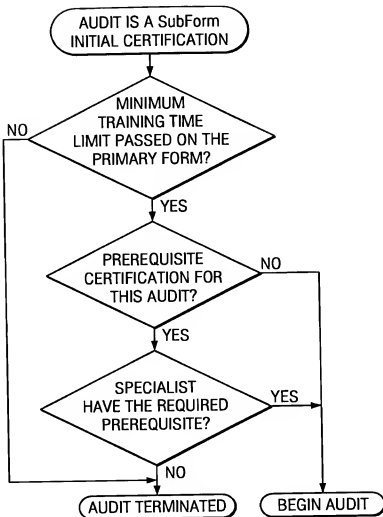 AUDIT IS A SubForm
INITIAL CERTIFICATION
MINIMUM
TRAINING TIME
LIMIT PASSED ON THE
PRIMARY FORM?
NO
YES
PREREQUISITE
CERTIFICATION FOR
THIS AUDIT?
NO
YES
SPECIALIST
HAVE THE REQUIRED
PREREQUISITE?
YES
NO
AUDIT TERMINATED
BEGIN AUDIT